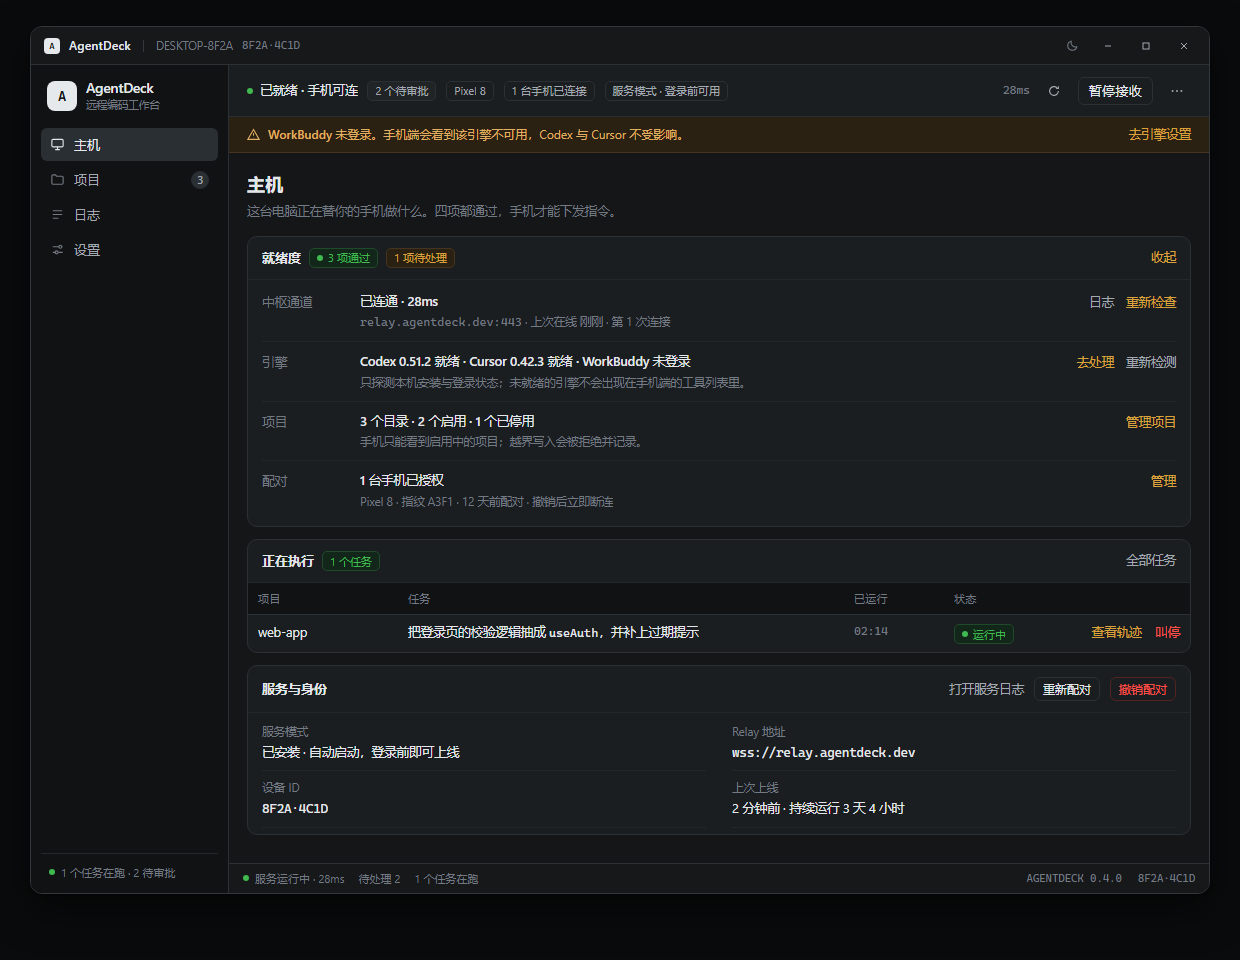 A AgentDeck DESKTOP-8F2A 8F2A·4C1D
A AgentDeck
远程编码工作台
主机
项目 3
日志
设置
1 个任务在跑 · 2 待审批
已就绪 · 手机可连 2 个待审批 Pixel 8 1 台手机已连接 服务模式 · 登录前可用 28ms 暂停接收 ···
WorkBuddy 未登录。手机端会看到该引擎不可用，Codex 与 Cursor 不受影响。 去引擎设置
主机
这台电脑正在替你的手机做什么。四项都通过，手机才能下发指令。
就绪度 3 项通过 1 项待处理 收起
中枢通道 已连通 · 28ms 日志 重新检查
relay.agentdeck.dev:443 · 上次在线 刚刚 · 第 1 次连接
引擎 Codex 0.51.2 就绪 · Cursor 0.42.3 就绪 · WorkBuddy 未登录 去处理 重新检测
只探测本机安装与登录状态；未就绪的引擎不会出现在手机端的工具列表里。
项目 3 个目录 · 2 个启用 · 1 个已停用 管理项目
手机只能看到启用中的项目；越界写入会被拒绝并记录。
配对 1 台手机已授权 管理
Pixel 8 · 指纹 A3F1 · 12 天前配对 · 撤销后立即断连
正在执行 1 个任务 全部任务
项目 任务 已运行 状态
web-app 把登录页的校验逻辑抽成 useAuth，并补上过期提示 02:14 运行中 查看轨迹 叫停
服务与身份 打开服务日志 重新配对 撤销配对
服务模式 Relay 地址
已安装 · 自动启动，登录前即可上线 wss://relay.agentdeck.dev
设备 ID 上次上线
8F2A·4C1D 2 分钟前 · 持续运行 3 天 4 小时
服务运行中 · 28ms 待处理 2 1 个任务在跑 AGENTDECK 0.4.0 8F2A·4C1D